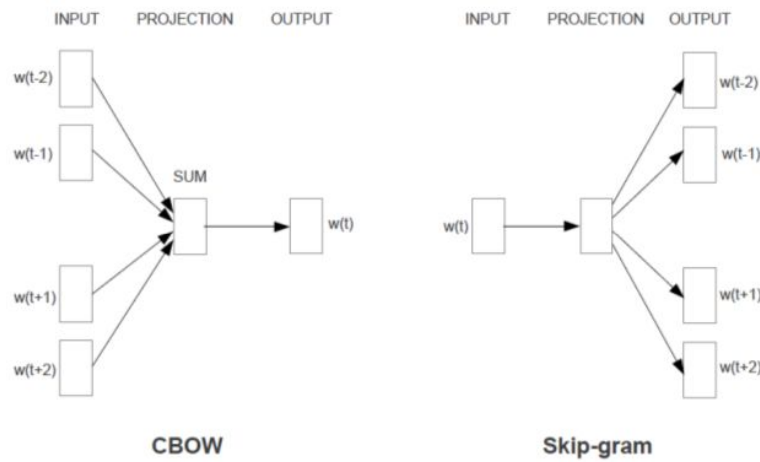 INPUT PROJECTION OUTPUT
w(t-2)
w(t-1)
SUM
w(t)
w(t+1)
w(t+2)
CBOW
INPUT PROJECTION OUTPUT
w(t-2)
w(t-1)
w(t)
w(t+1)
w(t+2)
Skip-gram